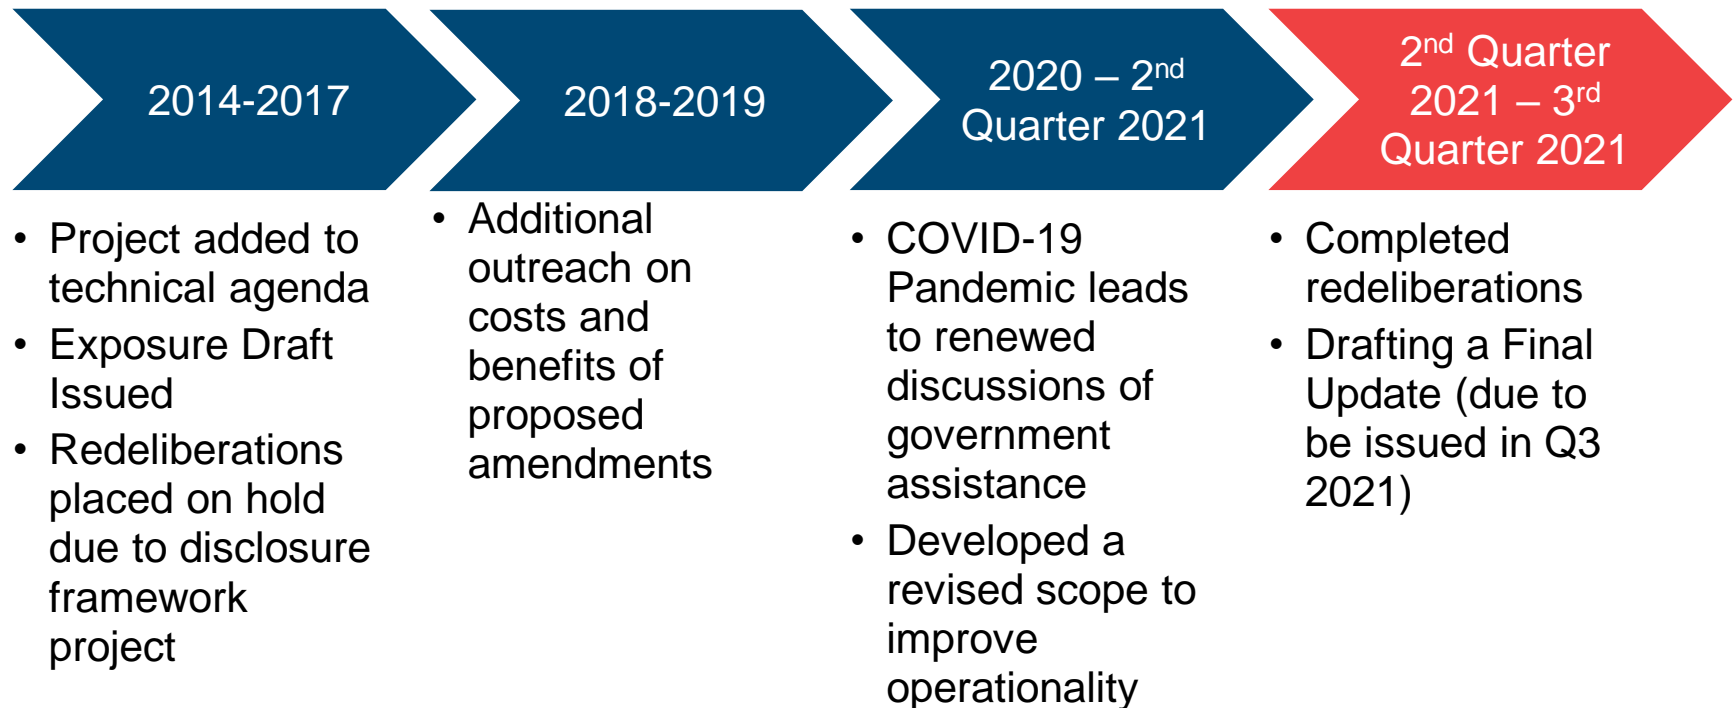 2014-2017
• Project added to
technical agenda
• Exposure Draft
Issued
• Redeliberations
placed on hold
due to disclosure
framework
project
2018-2019
• Additional
outreach on
costs and
benefits of
proposed
amendments
2020 – 2nd
Quarter 2021
• COVID-19
Pandemic leads
to renewed
discussions of
government
assistance
• Developed a
revised scope to
improve
operationality
2nd Quarter
2021 – 3rd
Quarter 2021
• Completed
redeliberations
• Drafting a Final
Update (due to
be issued in Q3
2021)